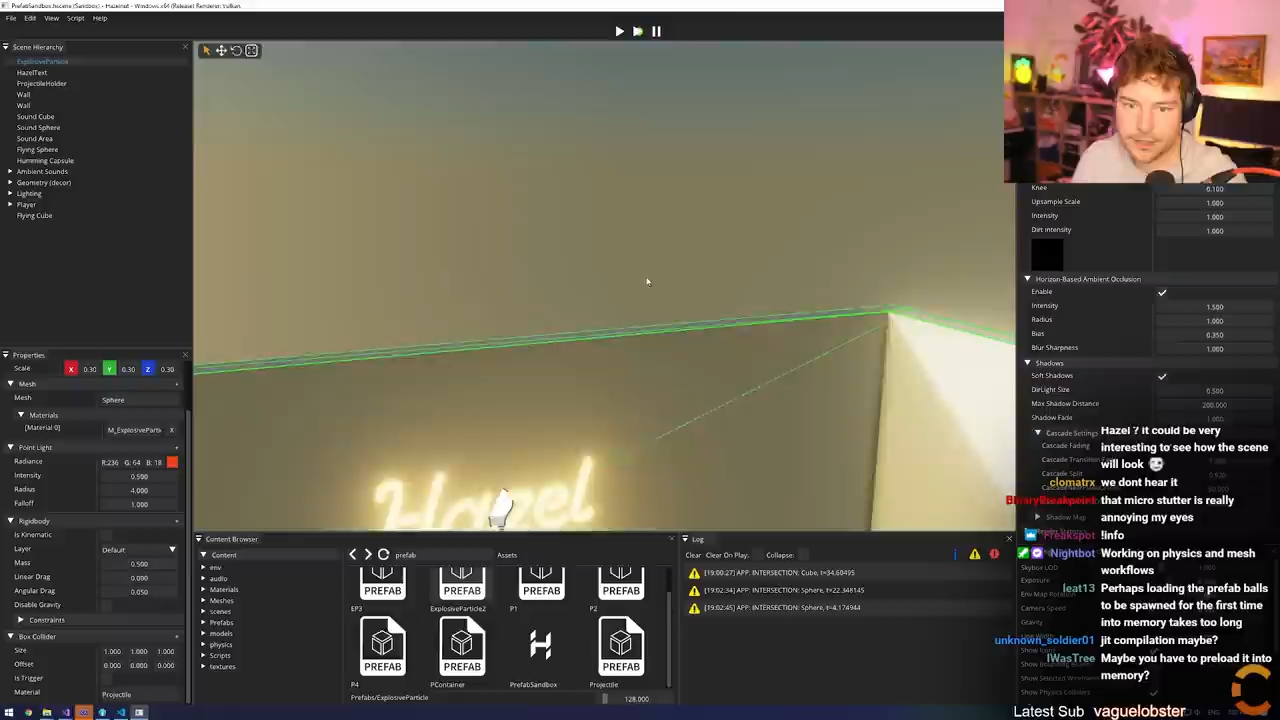 PrefabSandbox.hscene (Sandbox) - Hazelnut - Windows x64 (Release) Renderer: Vulkan
File Edit View Script Help
Scene Hierarchy
ExplosiveParticle
HazelText
ProjectileHolder
Wall
Wall
Sound Cube
Sound Sphere
Sound Area
Flying Sphere
Humming Capsule
Ambient Sounds
Geometry (decor)
Lighting
Player
Flying Cube
Properties
Scale X 0.30 Y 0.30 Z 0.30
Mesh
Mesh Sphere
Materials
[Material 0] M_ExplosiveParti X
Point Light
Radiance R:236 G: 64 B: 18
Intensity 0.500
Radius 4.000
Falloff 1.000
Rigidbody
Is Kinematic
Layer Default
Mass 0.500
Linear Drag 0.000
Angular Drag 0.050
Disable Gravity
Constraints
Box Collider
Size 1.000 1.000 1.000
Offset 0.000 0.000 0.000
Is Trigger
Material Projectile
Content Browser
Content
env
audio
Materials
Meshes
scenes
Prefabs
models
physics
Scripts
textures
prefab Assets
PREFAB PREFAB PREFAB PREFAB
EP3 ExplosiveParticle2 P1 P2
PREFAB PREFAB PREFAB
P4 PContainer PrefabSandbox Projectile
Prefabs/ExplosiveParticle 128.000
Log
Clear Clear On Play: Collapse:
[19:00:27] APP: INTERSECTION: Cube, t=34.60495
[19:02:34] APP: INTERSECTION: Sphere, t=22.348145
[19:02:45] APP: INTERSECTION: Sphere, t=4.174944
Knee 0.100
Upsample Scale 1.000
Intensity 1.000
Dirt Intensity 1.000
Horizon-Based Ambient Occlusion
Enable
Intensity 1.500
Radius 1.000
Bias 0.350
Blur Sharpness 1.000
Shadows
Soft Shadows
DirLight Size 0.500
Max Shadow Distance 200.000
Shadow Fade 1.000
Cascade Settings
Cascade Fading
Cascade Transition
Cascade Split
Shadow Map
Skybox LOD
Exposure
Env Map Rotation
Camera Speed
Gravity
Hazel ? it could be very
interesting to see how the scene
will look
clomatrx we dont hear it
BinaryBreakpoint that micro stutter is really
annoying my eyes
Freakspot !info
Nightbot Working on physics and mesh
workflows
leat13 Perhaps loading the prefab balls
to be spawned for the first time
into memory takes too long
unknown_soldier01 jit compilation maybe?
IWasTree Maybe you have to preload it into
memory?
Show Physics Colliders
Latest Sub vaguelobster